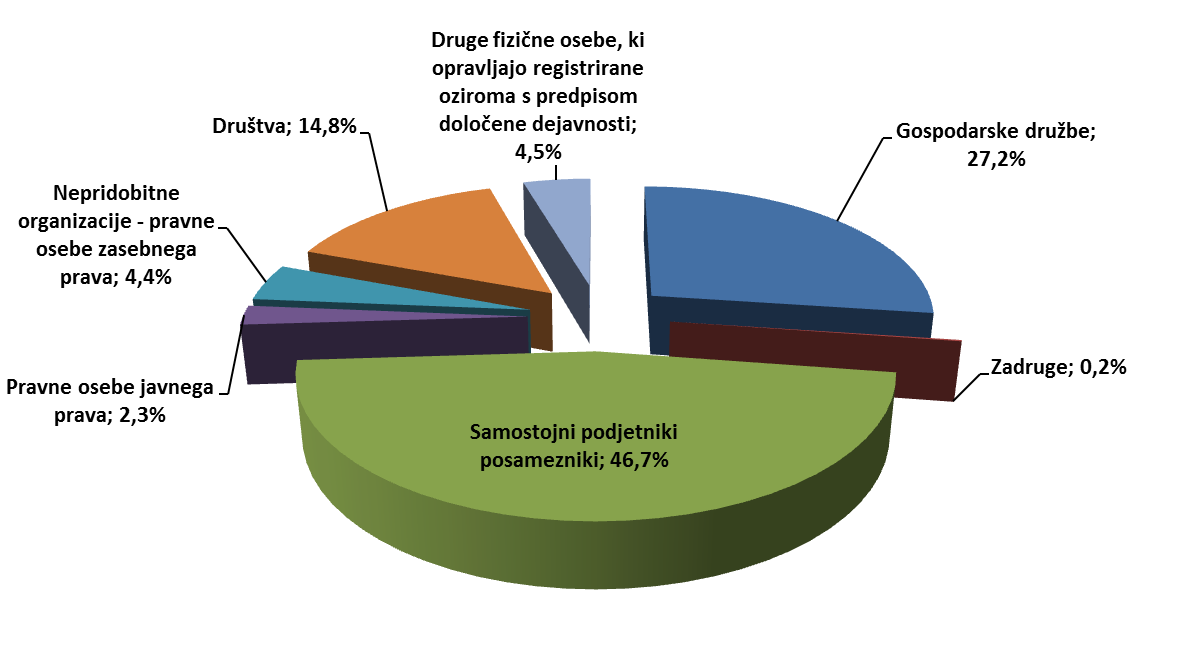 Druge fizične osebe, ki
opravljajo registrirane
oziroma s predpisom
določene dejavnosti;
4,5%
Društva; 14,8%
Gospodarske družbe;
27,2%
Nepridobitne
organizacije - pravne
osebe zasebnega
prava; 4,4%
Pravne osebe javnega
prava; 2,3%
Zadruge; 0,2%
Samostojni podjetniki
posamezniki; 46,7%